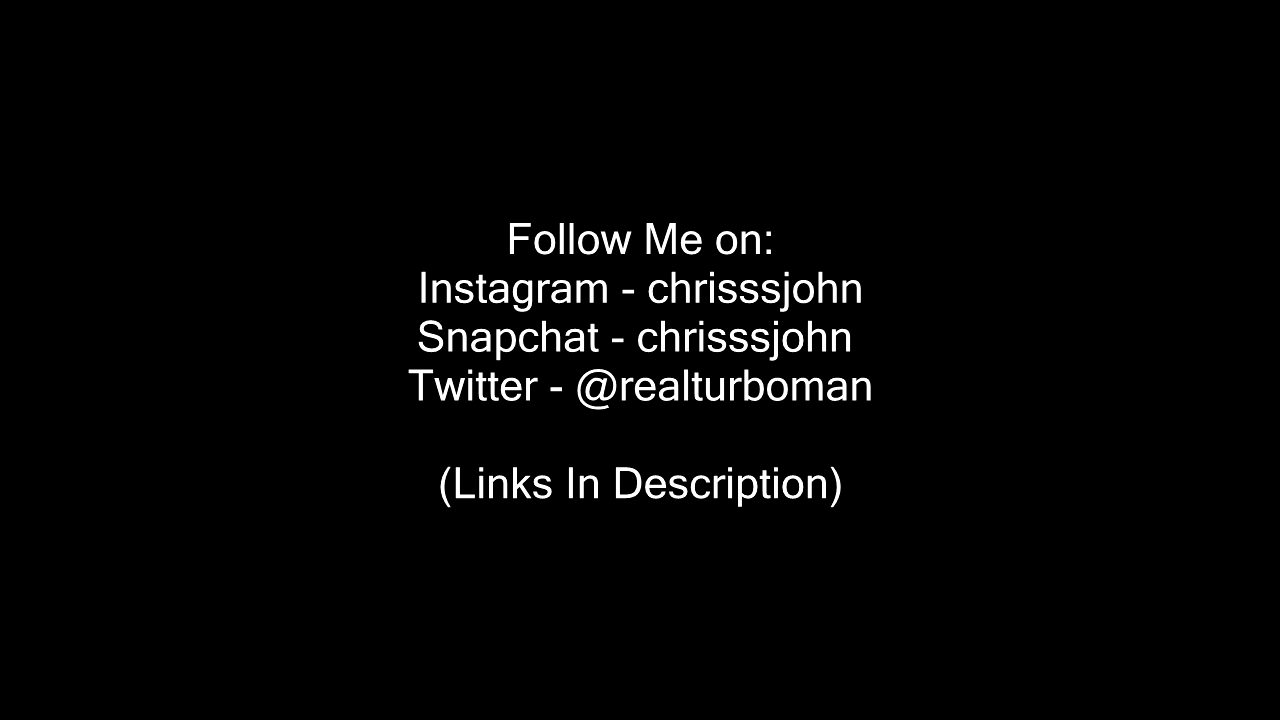 Follow Me on:
Instagram - chrisssjohn
Snapchat - chrisssjohn
Twitter - @realturboman
(Links In Description)